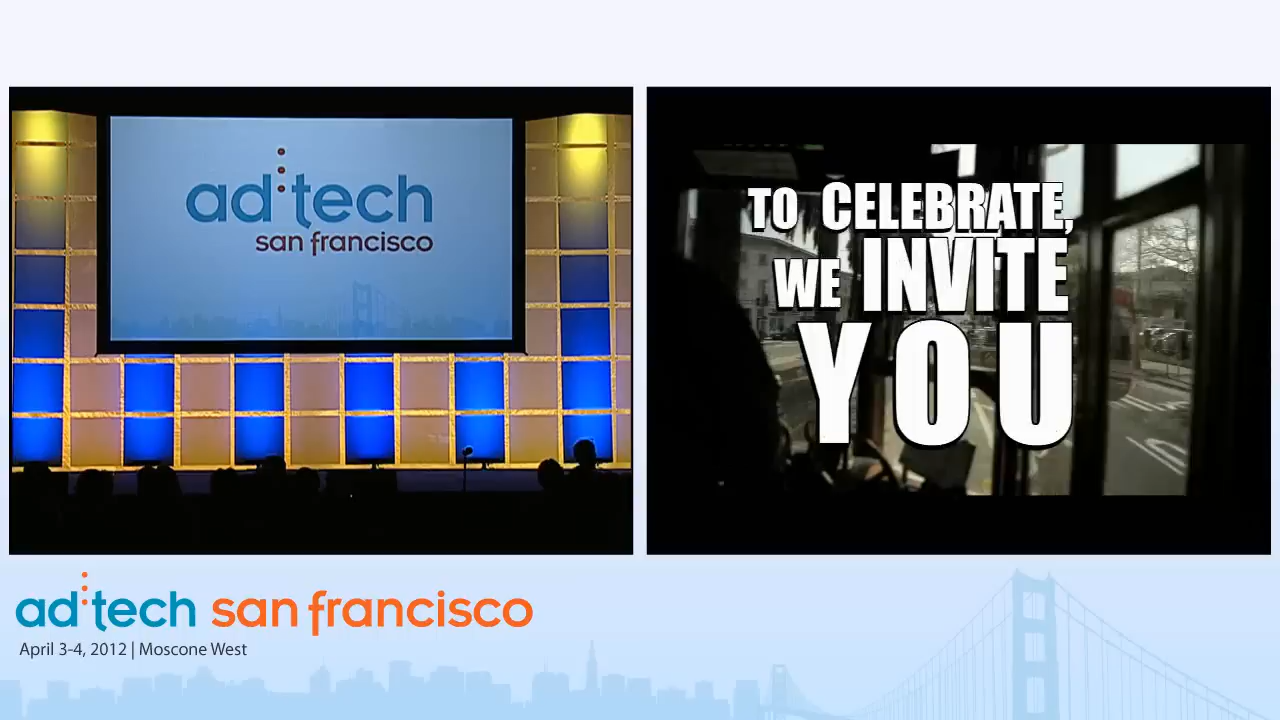 ad:tech
san francisco
TO CELEBRATE,
WE INVITE
YOU
ad:tech san francisco
April 3-4, 2012 | Moscone West